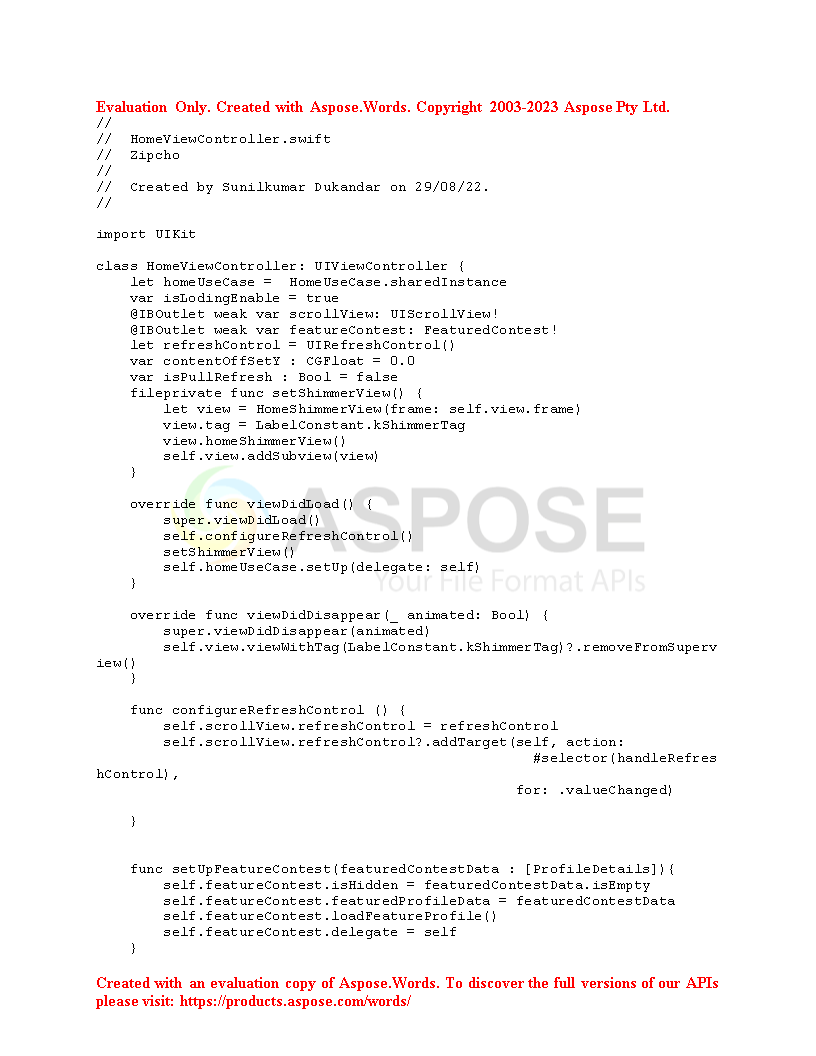 Evaluation Only. Created with Aspose.Words. Copyright 2003-2023 Aspose Pty Ltd.
//
//  HomeViewController.swift
//  Zipcho
//
//  Created by Sunilkumar Dukandar on 29/08/22.
//

import UIKit

class HomeViewController: UIViewController {
    let homeUseCase =  HomeUseCase.sharedInstance
    var isLodingEnable = true
    @IBOutlet weak var scrollView: UIScrollView!
    @IBOutlet weak var featureContest: FeaturedContest!
    let refreshControl = UIRefreshControl()
    var contentOffSetY : CGFloat = 0.0
    var isPullRefresh : Bool = false
    fileprivate func setShimmerView() {
        let view = HomeShimmerView(frame: self.view.frame)
        view.tag = LabelConstant.kShimmerTag
        view.homeShimmerView()
        self.view.addSubview(view)
    }

    override func viewDidLoad() {
        super.viewDidLoad()
        self.configureRefreshControl()
        setShimmerView()
        self.homeUseCase.setUp(delegate: self)
    }
ASPOSE
Your File Format APIs

    override func viewDidDisappear(_ animated: Bool) {
        super.viewDidDisappear(animated)
        self.view.viewWithTag(LabelConstant.kShimmerTag)?.removeFromSuperv
iew()
    }

    func configureRefreshControl () {
        self.scrollView.refreshControl = refreshControl
        self.scrollView.refreshControl?.addTarget(self, action:
                                                    #selector(handleRefres
hControl),
                                                  for: .valueChanged)

    }


    func setUpFeatureContest(featuredContestData : [ProfileDetails]){
        self.featureContest.isHidden = featuredContestData.isEmpty
        self.featureContest.featuredProfileData = featuredContestData
        self.featureContest.loadFeatureProfile()
        self.featureContest.delegate = self
    }
Created with an evaluation copy of Aspose.Words. To discover the full versions of our APIs
please visit: https://products.aspose.com/words/